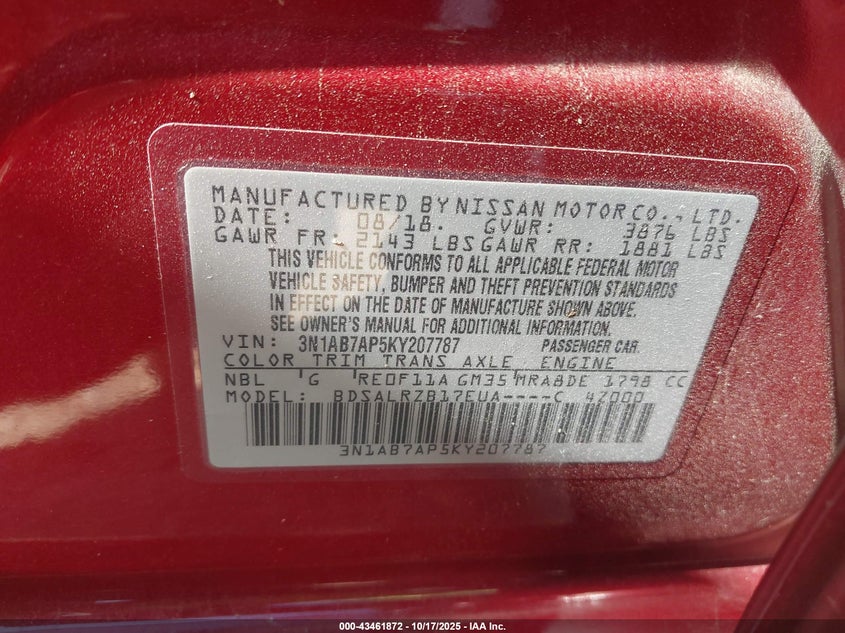 MANUFACTURED BY NISSAN MOTOR CO., LTD.
DATE: 08/18. GVWR: 3876 LBS
GAWR FR: 2143 LBS GAWR RR: 1881 LBS
THIS VEHICLE CONFORMS TO ALL APPLICABLE FEDERAL MOTOR
VEHICLE SAFETY, BUMPER AND THEFT PREVENTION STANDARDS
IN EFFECT ON THE DATE OF MANUFACTURE SHOWN ABOVE.
SEE OWNER'S MANUAL FOR ADDITIONAL INFORMATION.
VIN: 3N1AB7AP5KY207787 PASSENGER CAR.
COLOR TRIM TRANS AXLE ENGINE
NBL G RE0F11A GM35 MRA8DE 1798 CC
MODEL: BDSALRZB17EUA----C 4Z000
3N1AB7AP5KY207787
000-43461872 | 10/17/2025 | IAA Inc.